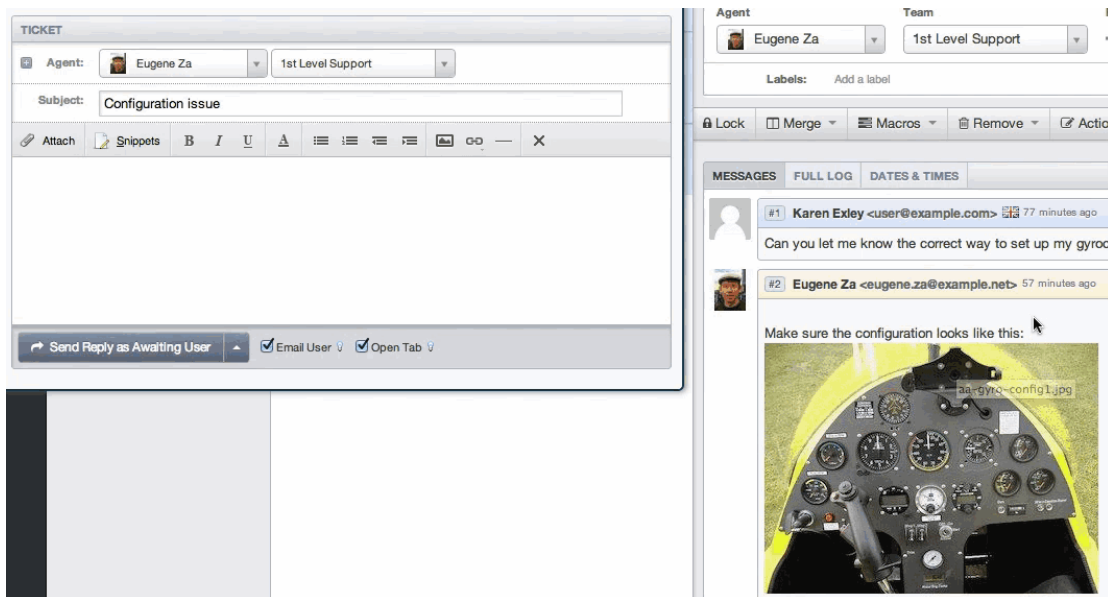 TICKET
Agent: Eugene Za 1st Level Support
Subject: Configuration issue
Attach Snippets B I U A
Send Reply as Awaiting User Email User Open Tab
Agent Team
Eugene Za 1st Level Support
Labels: Add a label
Lock Merge Macros Remove Actio
MESSAGES FULL LOG DATES & TIMES
#1 Karen Exley <user@example.com> 77 minutes ago
Can you let me know the correct way to set up my gyroc
#2 Eugene Za <eugene.za@example.net> 57 minutes ago
Make sure the configuration looks like this:
aa-gyro-config1.jpg